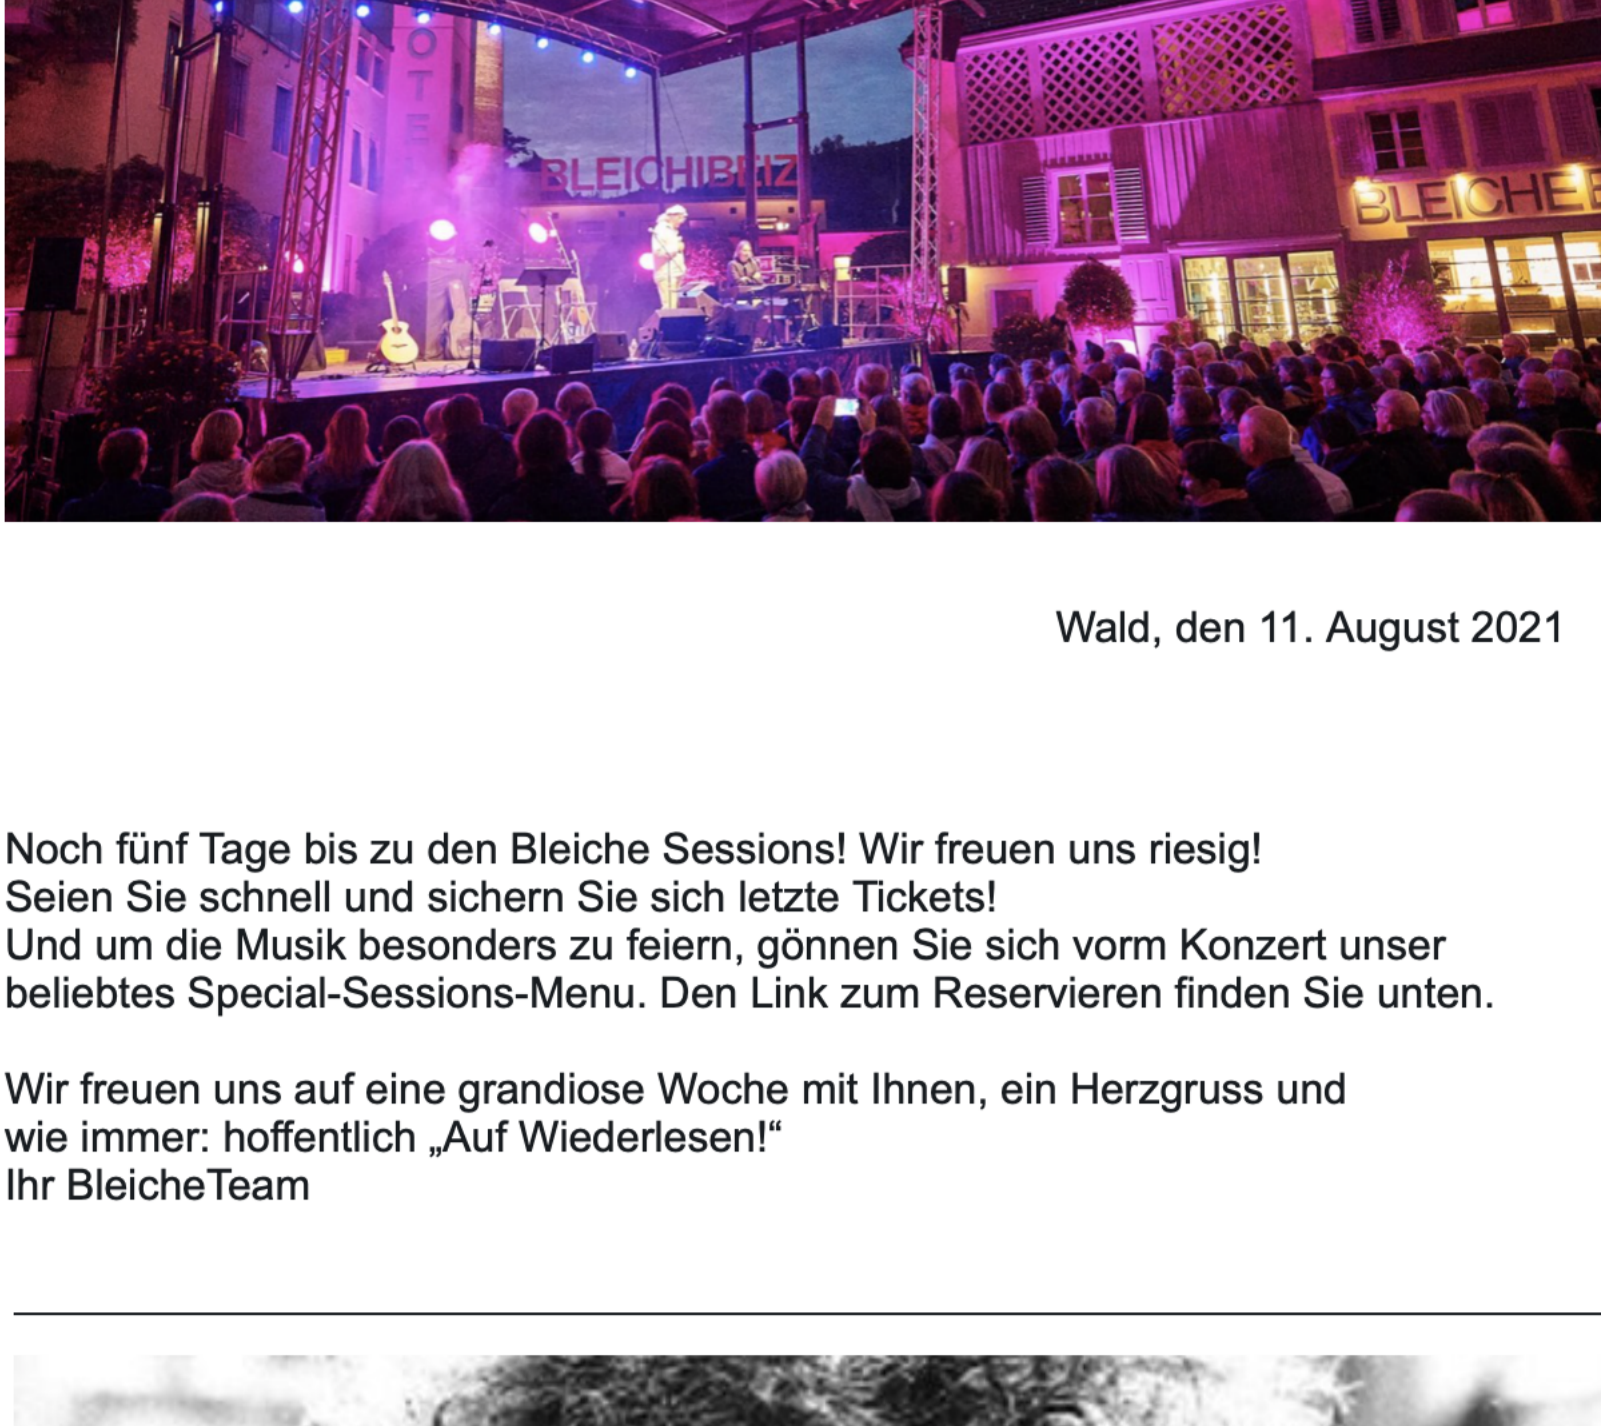 OTE
BLEICHIBEIZ
BLEICHEB
Wald, den 11. August 2021
Noch fünf Tage bis zu den Bleiche Sessions! Wir freuen uns riesig!
Seien Sie schnell und sichern Sie sich letzte Tickets!
Und um die Musik besonders zu feiern, gönnen Sie sich vorm Konzert unser
beliebtes Special-Sessions-Menu. Den Link zum Reservieren finden Sie unten.
Wir freuen uns auf eine grandiose Woche mit Ihnen, ein Herzgruss und
wie immer: hoffentlich „Auf Wiederlesen!“
Ihr BleicheTeam